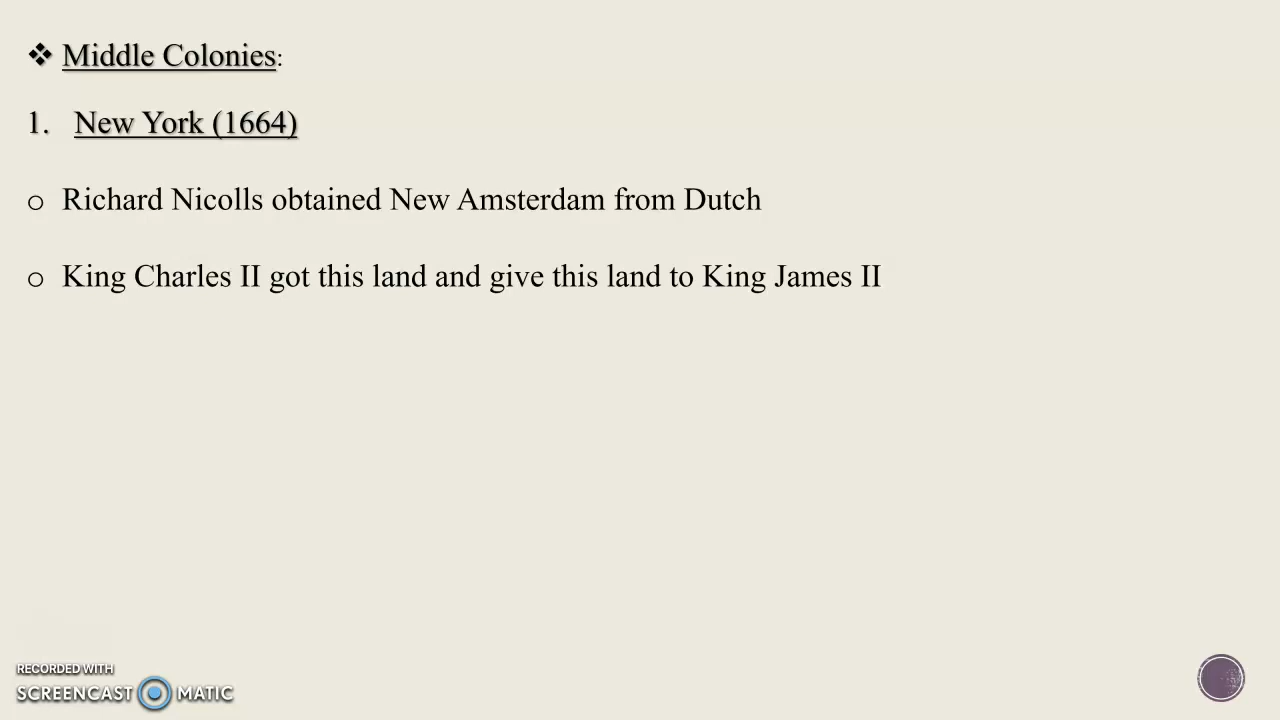 ❖ Middle Colonies:
1. New York (1664)
o Richard Nicolls obtained New Amsterdam from Dutch
o King Charles II got this land and give this land to King James II
RECORDED WITH
SCREENCAST MATIC